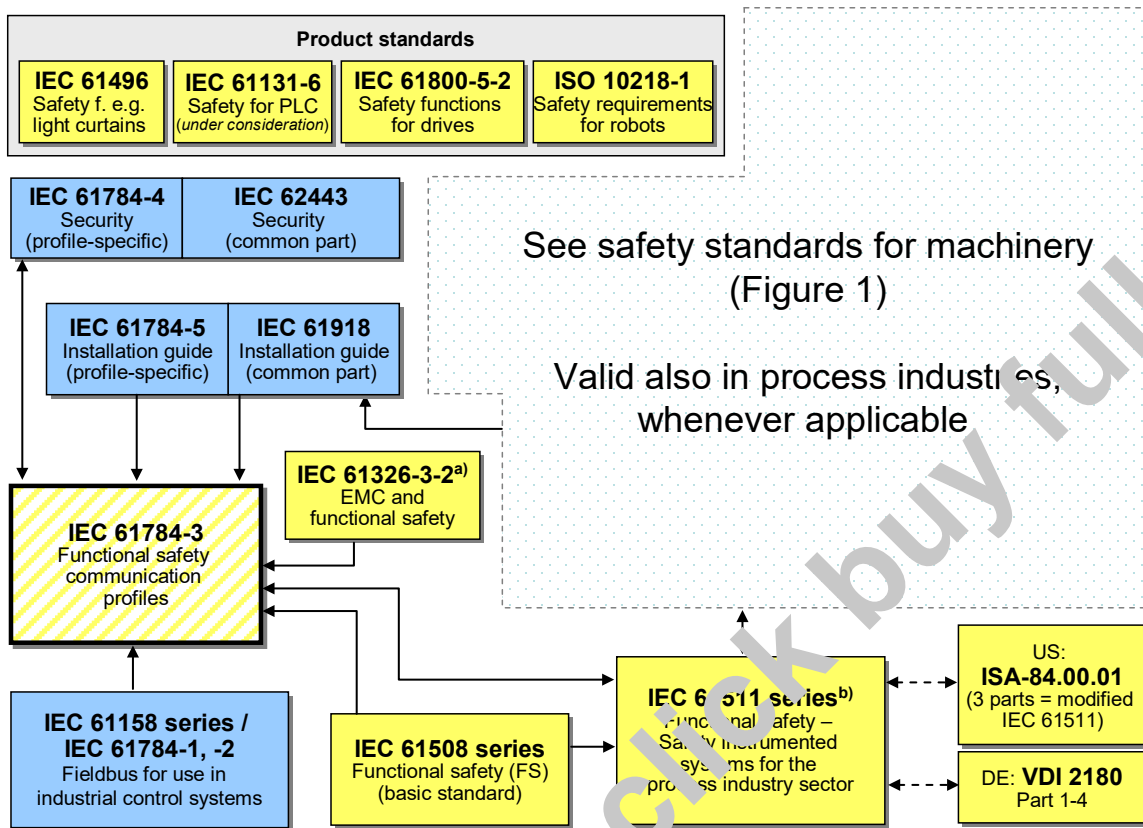 Product standards
IEC 61496
Safety f. e.g.
light curtains
IEC 61131-6
Safety for PLC
(under consideration)
IEC 61800-5-2
Safety functions
for drives
ISO 10218-1
Safety requirements
for robots
IEC 61784-4
Security
(profile-specific)
IEC 62443
Security
(common part)
See safety standards for machinery
(Figure 1)
Valid also in process industries,
whenever applicable
IEC 61784-5
Installation guide
(profile-specific)
IEC 61918
Installation guide
(common part)
IEC 61326-3-2a)
EMC and
functional safety
IEC 61784-3
Functional safety
communication
profiles
IEC 61158 series /
IEC 61784-1, -2
Fieldbus for use in
industrial control systems
IEC 61508 series
Functional safety (FS)
(basic standard)
IEC 61511 seriesb)
Functional safety –
Safety instrumented
systems for the
process industry sector
US:
ISA-84.00.01
(3 parts = modified
IEC 61511)
DE: VDI 2180
Part 1-4
click buy full